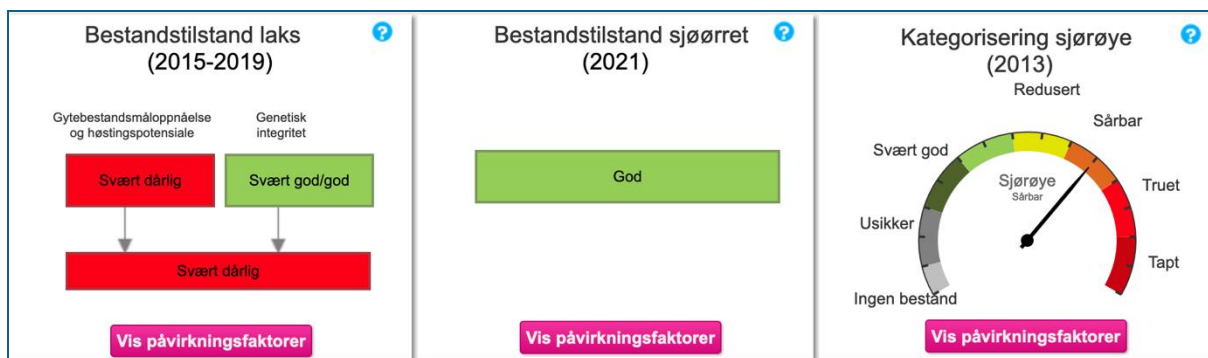 Bestandstilstand laks
(2015-2019)
?
Gytebestandsmåloppnåelse
og høstingspotensiale
Genetisk
integritet
Svært dårlig
Svært god/god
Svært dårlig
Vis påvirkningsfaktorer
Bestandstilstand sjøørret
(2021)
?
God
Vis påvirkningsfaktorer
Kategorisering sjørøye
(2013)
?
Redusert
Sårbar
Svært god
Truet
Sjørøye
Sårbar
Usikker
Tapt
Ingen bestand
Vis påvirkningsfaktorer